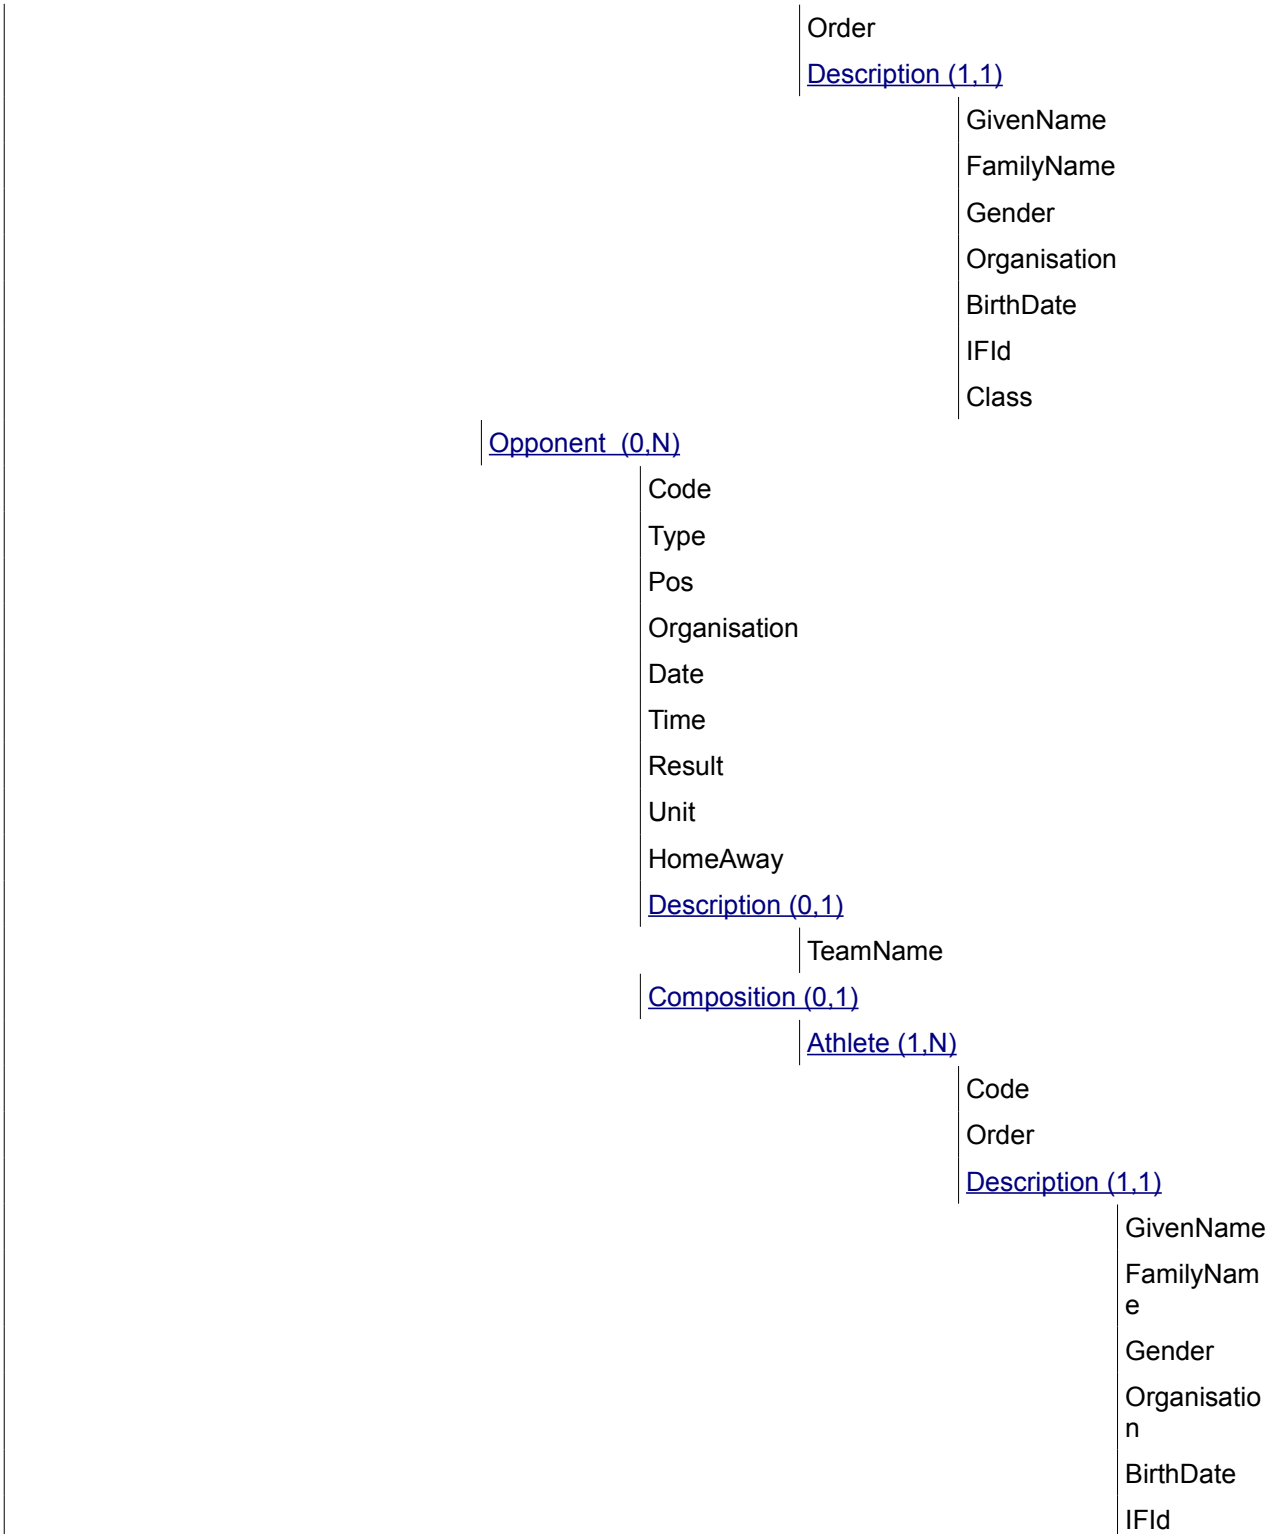 Order
Description (1,1)
GivenName
FamilyName
Gender
Organisation
BirthDate
IFId
Class
Opponent  (0,N)
Code
Type
Pos
Organisation
Date
Time
Result
Unit
HomeAway
Description (0,1)
TeamName
Composition (0,1)
Athlete (1,N)
Code
Order
Description (1,1)
GivenName
FamilyNam
e
Gender
Organisatio
n
BirthDate
IFId